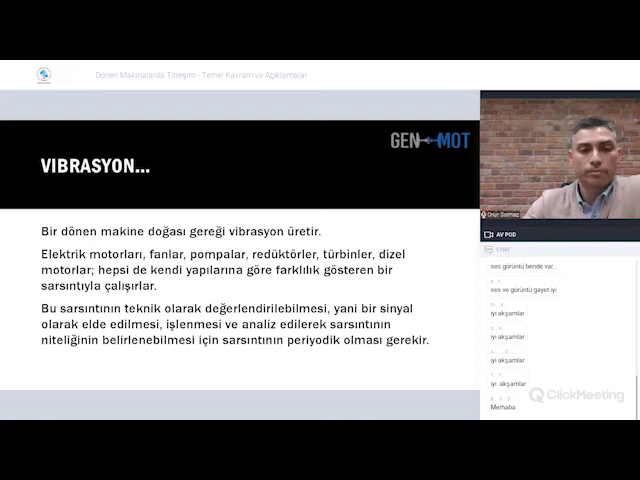 Dönen Makinalarda Titreşim - Temel Kavram ve Açıklamalar
GEN MOT
VIBRASYON...
Bir dönen makine doğası gereği vibrasyon üretir.
Elektrik motorları, fanlar, pompalar, redüktörler, türbinler, dizel
motorlar; hepsi de kendi yapılarına göre farklılık gösteren bir
sarsıntıyla çalışırlar.
Bu sarsıntının teknik olarak değerlendirilebilmesi, yani bir sinyal
olarak elde edilmesi, işlenmesi ve analiz edilerek sarsıntının
niteliğinin belirlenebilmesi için sarsıntının periyodik olması gerekir.
Onur Solmaz
AV POD
CHAT
ses görüntü bende var...
ses ve görüntü gayet iyi
iyi akşamlar
iyi akşamlar
iyi akşamlar
iyi akşamlar
Merhaba
ClickMeeting